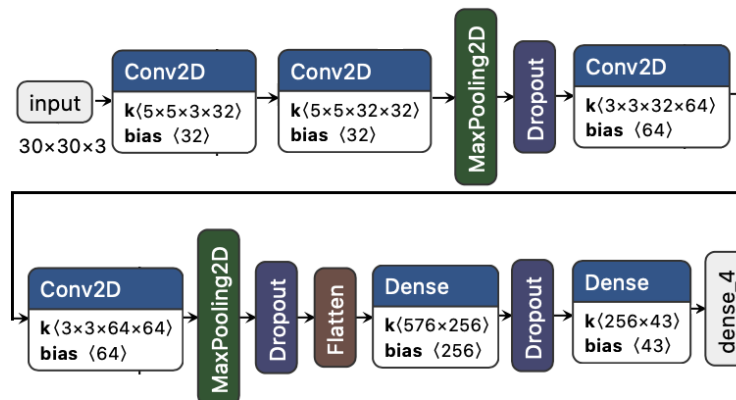 input
30×30×3
Conv2D
k⟨5×5×3×32⟩
bias ⟨32⟩
Conv2D
k⟨5×5×32×32⟩
bias ⟨32⟩
MaxPooling2D
Dropout
Conv2D
k⟨3×3×32×64⟩
bias ⟨64⟩
Conv2D
k⟨3×3×64×64⟩
bias ⟨64⟩
MaxPooling2D
Dropout
Flatten
Dense
k⟨576×256⟩
bias ⟨256⟩
Dropout
Dense
k⟨256×43⟩
bias ⟨43⟩
dense_4